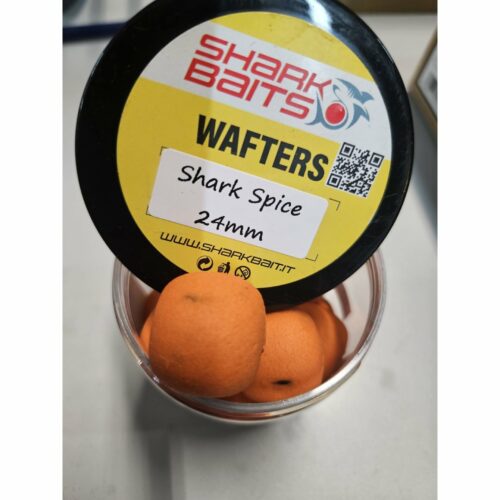 SHARK
BAITS
WAFTERS
Shark Spice
24mm
WWW.SHARKBAIT.IT